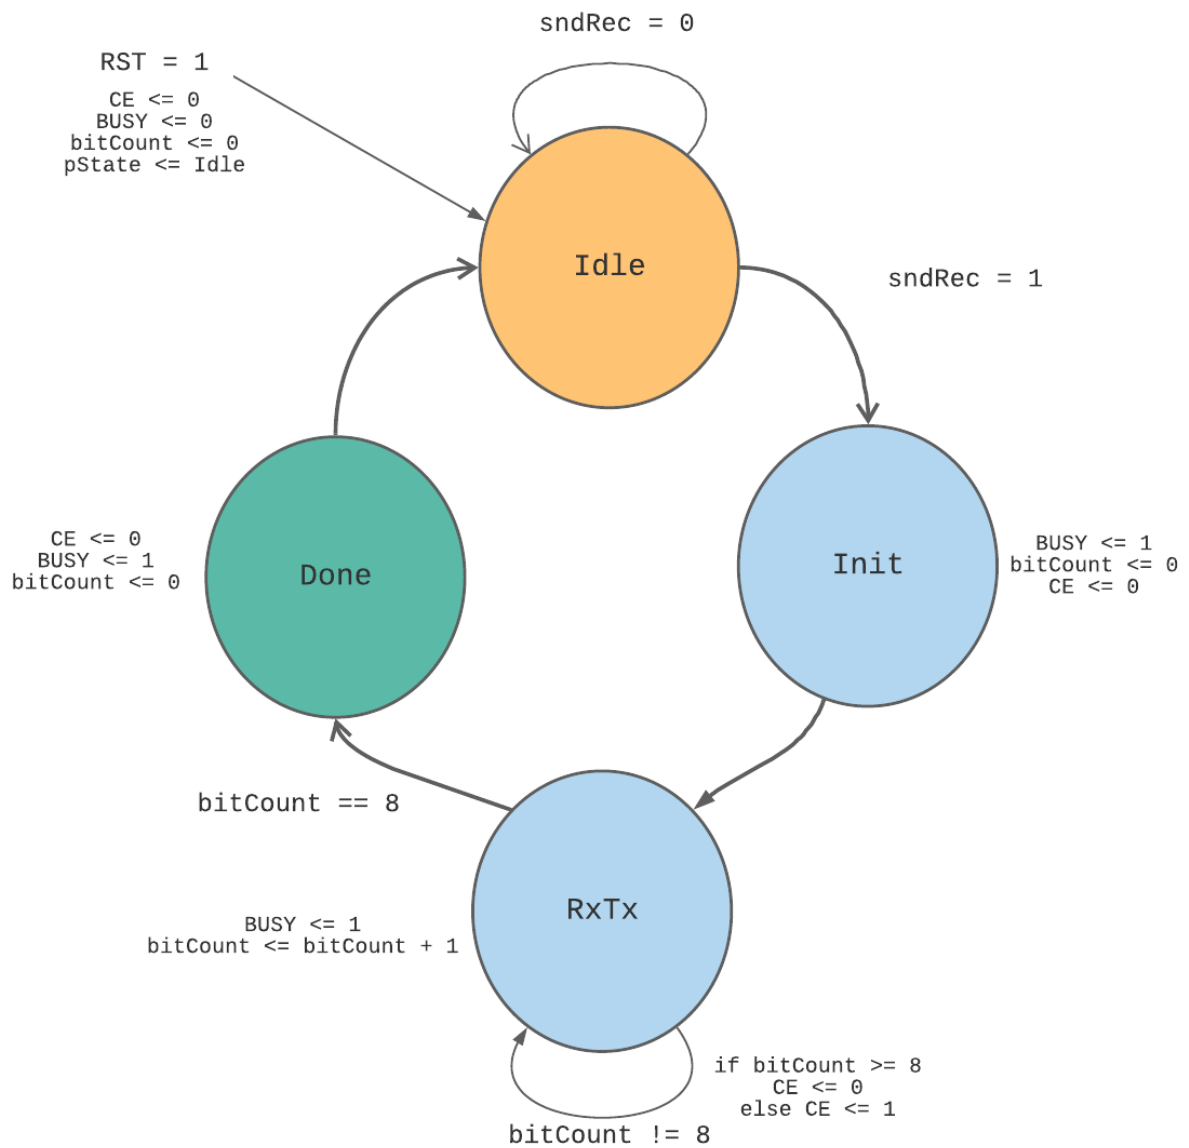 sndRec = 0
RST = 1
CE <= 0
BUSY <= 0
bitCount <= 0
pState <= Idle
Idle
sndRec = 1
CE <= 0
BUSY <= 1
bitCount <= 0
Done
Init
BUSY <= 1
bitCount <= 0
CE <= 0
bitCount == 8
RxTx
BUSY <= 1
bitCount <= bitCount + 1
if bitCount >= 8
CE <= 0
else CE <= 1
bitCount != 8